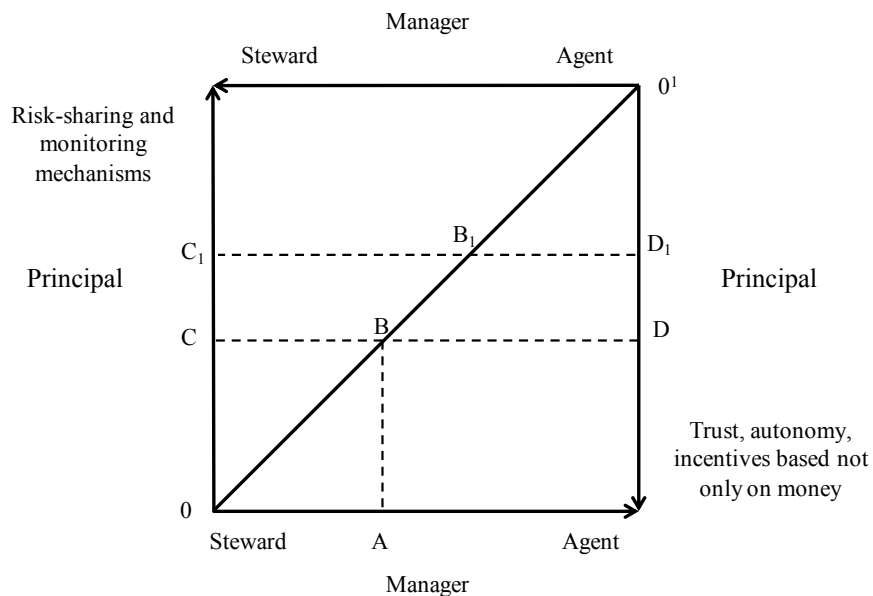 Manager
Steward Agent
0¹
Risk-sharing and
monitoring
mechanisms
B₁
C₁ D₁
Principal Principal
B
C D
Trust, autonomy,
incentives based not
only on money
0
Steward A Agent
Manager